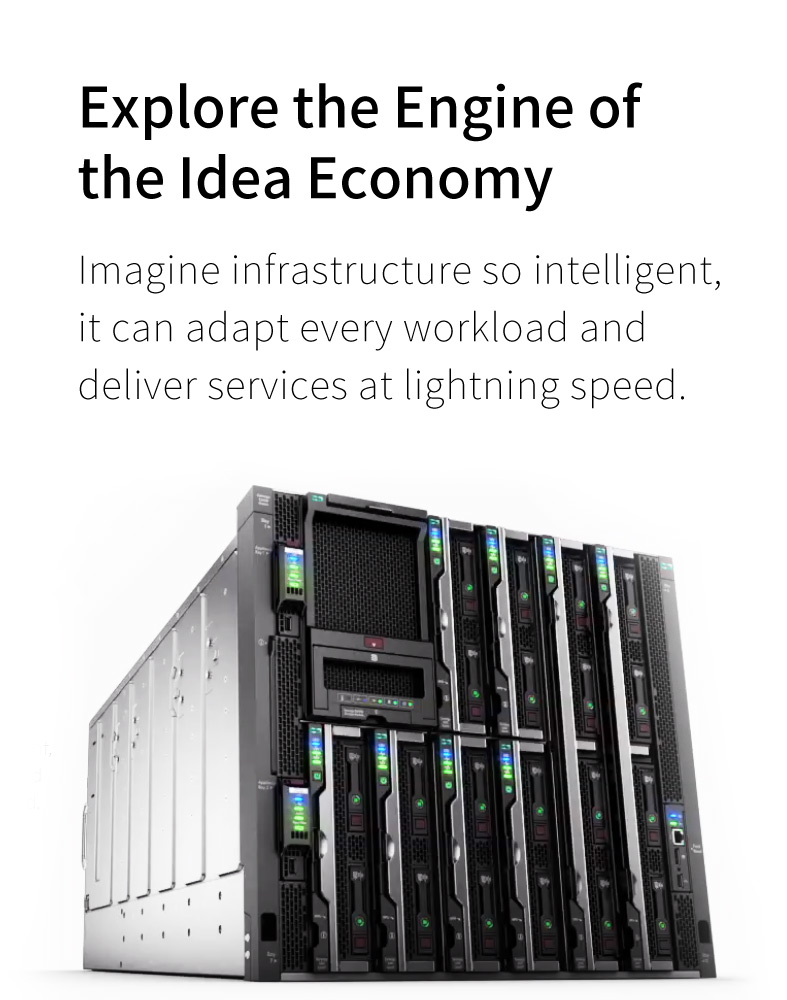 Explore the Engine of
the Idea Economy
Imagine infrastructure so intelligent,
it can adapt every workload and
deliver services at lightning speed.